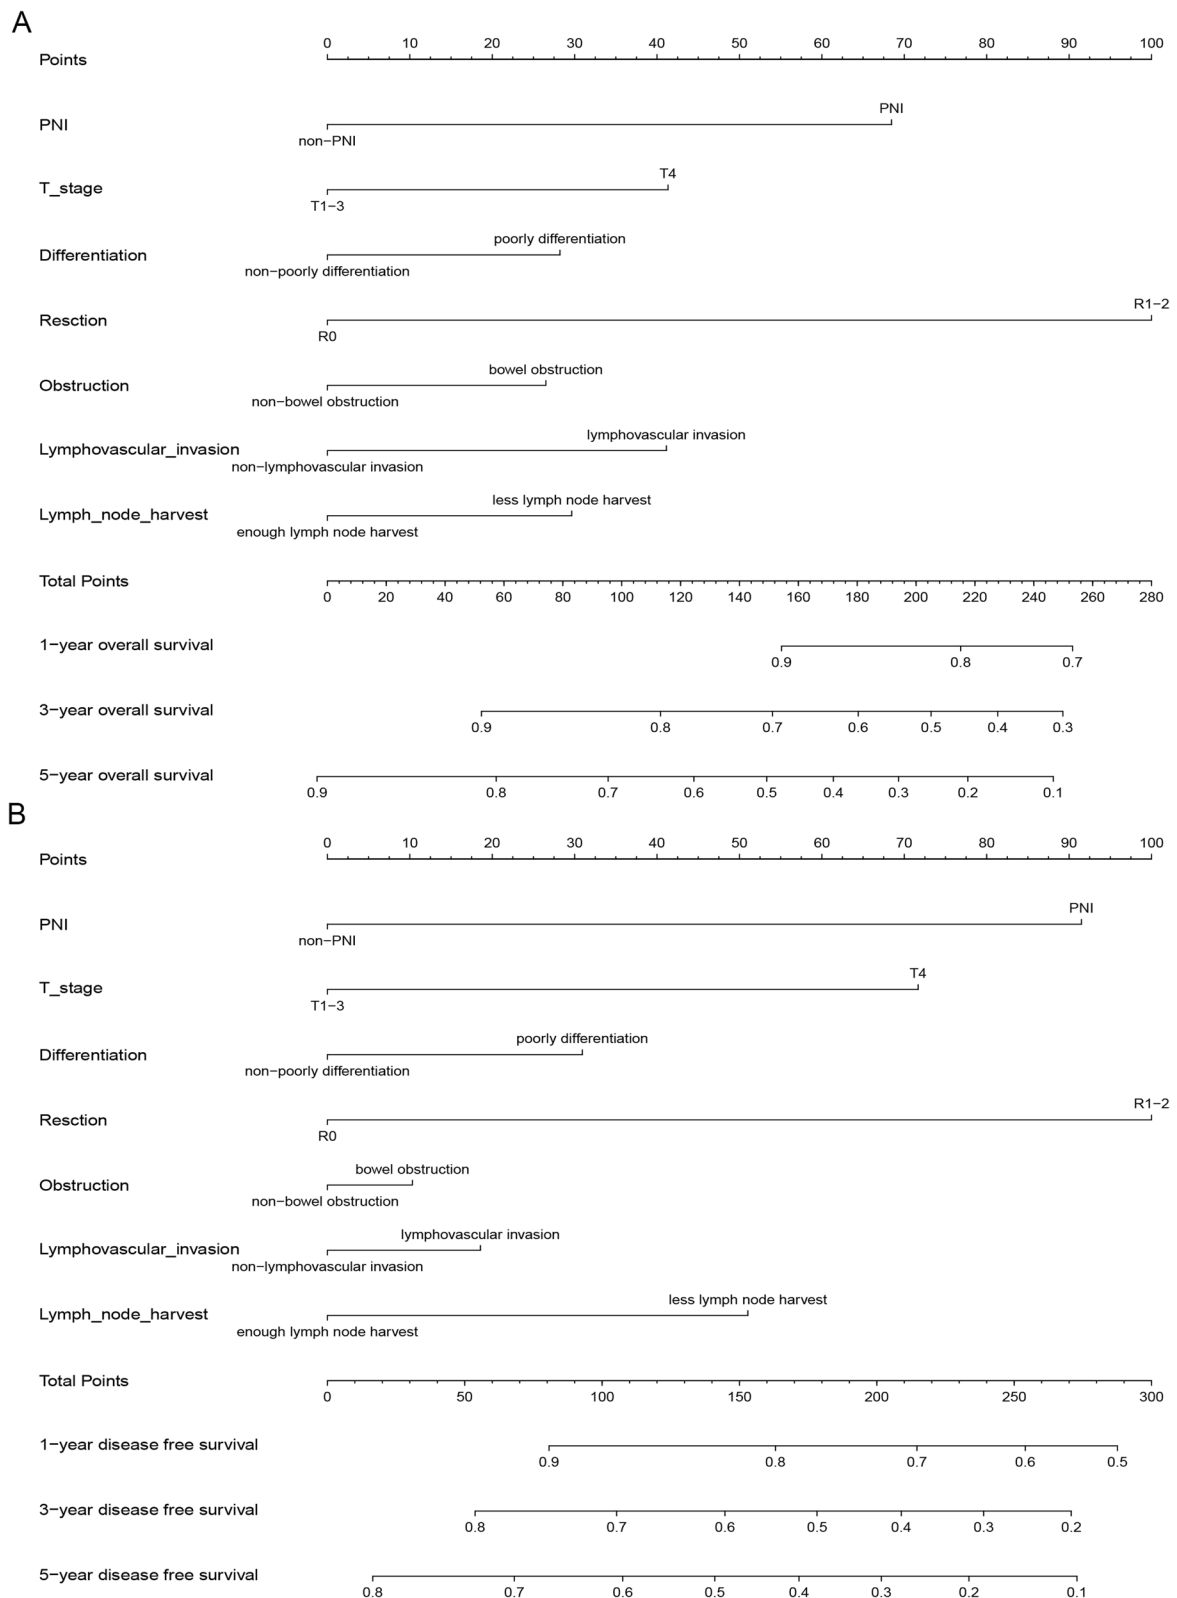 A
0 10 20 30 40 50 60 70 80 90 100
Points
PNI
PNI
non−PNI
T4
T_stage
T1−3
poorly differentiation
Differentiation
non−poorly differentiation
R1−2
Resction
R0
bowel obstruction
Obstruction
non−bowel obstruction
lymphovascular invasion
Lymphovascular_invasion
non−lymphovascular invasion
less lymph node harvest
Lymph_node_harvest
enough lymph node harvest
Total Points
0 20 40 60 80 100 120 140 160 180 200 220 240 260 280
1−year overall survival
0.9 0.8 0.7
3−year overall survival
0.9 0.8 0.7 0.6 0.5 0.4 0.3
5−year overall survival
0.9 0.8 0.7 0.6 0.5 0.4 0.3 0.2 0.1
B
0 10 20 30 40 50 60 70 80 90 100
Points
PNI
PNI
non−PNI
T4
T_stage
T1−3
poorly differentiation
Differentiation
non−poorly differentiation
R1−2
Resction
R0
bowel obstruction
Obstruction
non−bowel obstruction
lymphovascular invasion
Lymphovascular_invasion
non−lymphovascular invasion
less lymph node harvest
Lymph_node_harvest
enough lymph node harvest
Total Points
0 50 100 150 200 250 300
1−year disease free survival
0.9 0.8 0.7 0.6 0.5
3−year disease free survival
0.8 0.7 0.6 0.5 0.4 0.3 0.2
5−year disease free survival
0.8 0.7 0.6 0.5 0.4 0.3 0.2 0.1